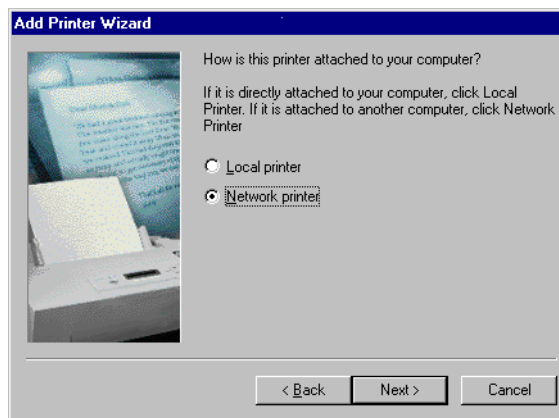 Add Printer Wizard
How is this printer attached to your computer?
If it is directly attached to your computer, click Local
Printer. If it is attached to another computer, click Network
Printer
Local printer
Network printer
< Back
Next >
Cancel